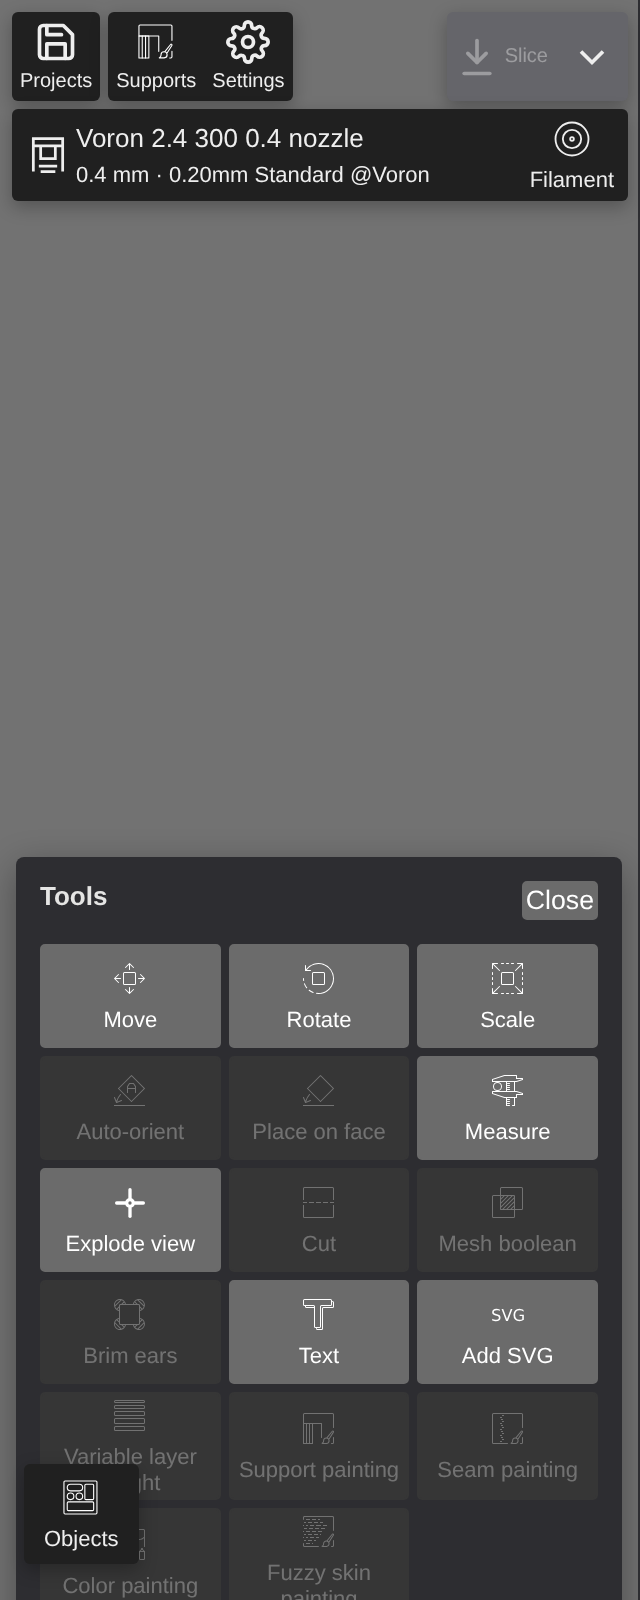 Projects
Supports
Settings
Slice
Voron 2.4 300 0.4 nozzle
0.4 mm · 0.20mm Standard @Voron
Filament
Tools
Close
Move
Rotate
Scale
Auto-orient
Place on face
Measure
Explode view
Cut
Mesh boolean
Brim ears
Text
SVG
Add SVG
Variable layer
Support painting
Seam painting
Objects
Color painting
Fuzzy skin
painting